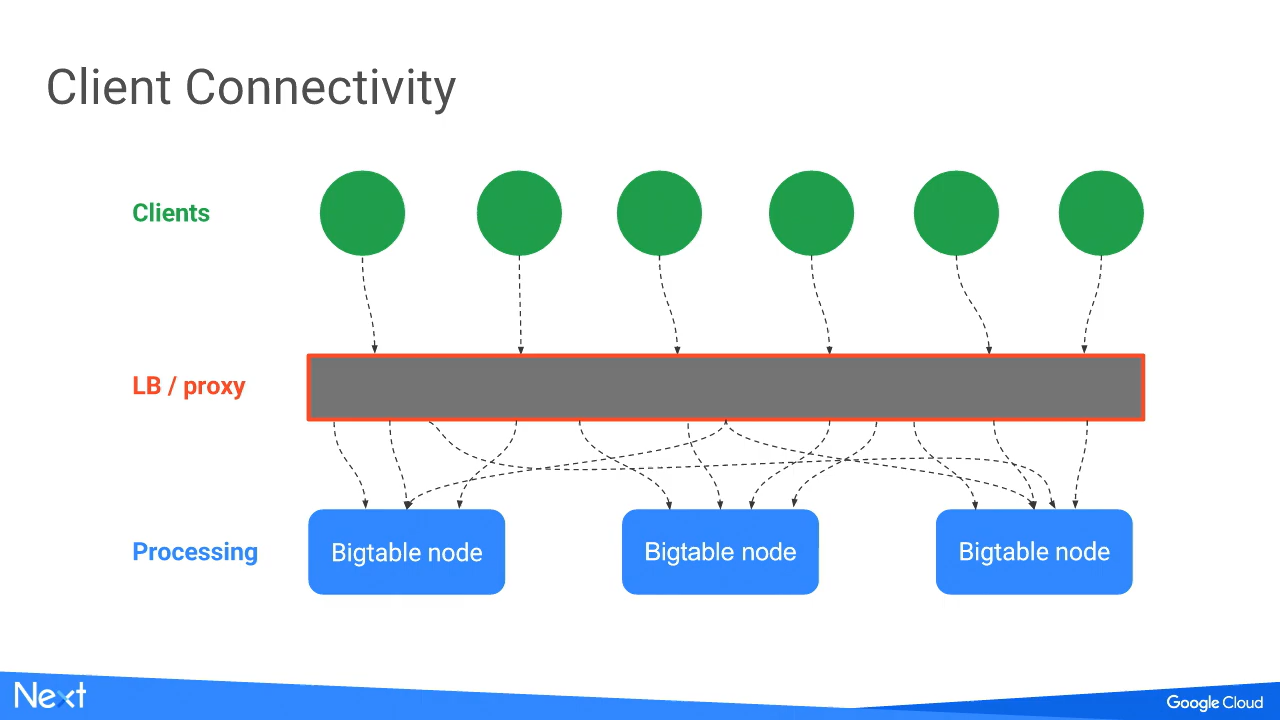 Client Connectivity
Clients
LB / proxy
Processing
Bigtable node
Bigtable node
Bigtable node
Next
Google Cloud